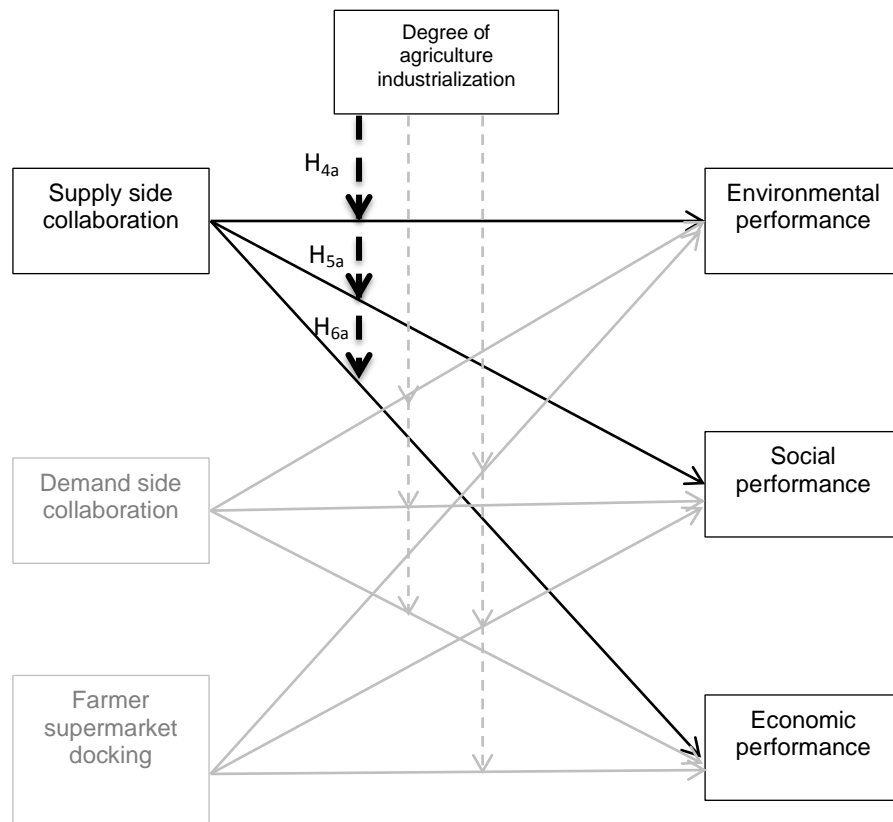 Degree of
agriculture
industrialization
H4a
Supply side
collaboration
Environmental
performance
H5a
H6a
Demand side
collaboration
Social
performance
Farmer
supermarket
docking
Economic
performance